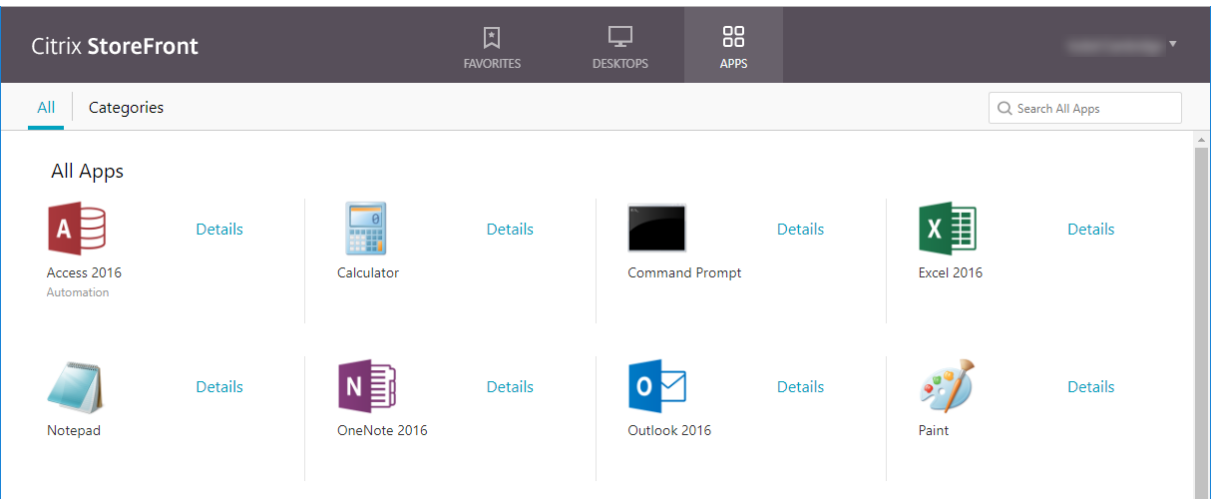 Citrix StoreFront
FAVORITES
DESKTOPS
APPS
All
Categories
Search All Apps
All Apps
Details
Details
Details
Details
Access 2016
Calculator
Command Prompt
Excel 2016
Automation
Details
Details
Details
Details
Notepad
OneNote 2016
Outlook 2016
Paint